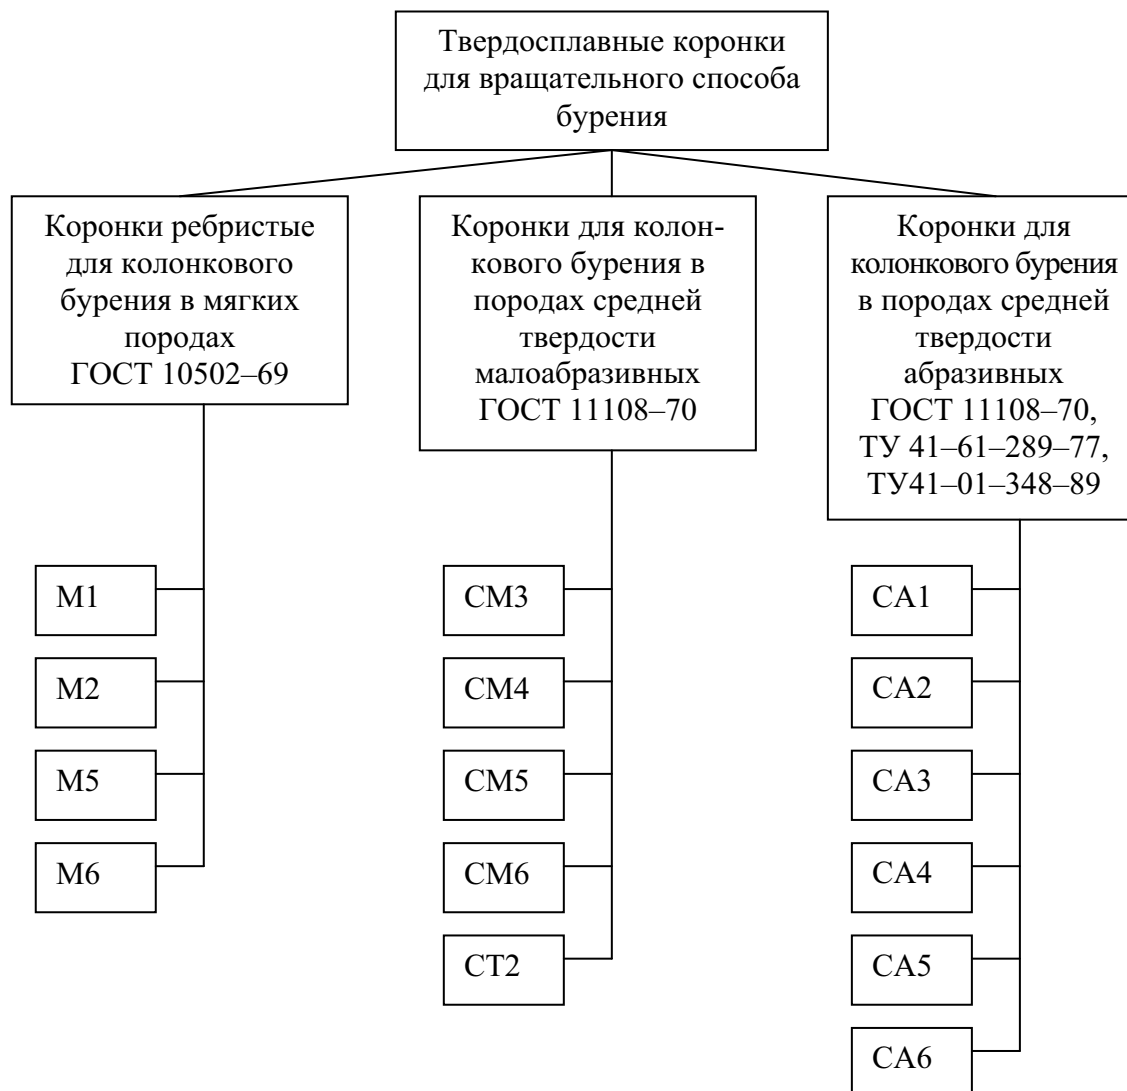 Твердосплавные коронки
для вращательного способа
бурения
Коронки ребристые
для колонкового
бурения в мягких
породах
ГОСТ 10502–69
Коронки для колон-
кового бурения в
породах средней
твердости
малоабразивных
ГОСТ 11108–70
Коронки для
колонкового бурения
в породах средней
твердости
абразивных
ГОСТ 11108–70,
ТУ 41–61–289–77,
ТУ41–01–348–89
М1
М2
М5
М6
СМ3
СМ4
СМ5
СМ6
СТ2
СА1
СА2
СА3
СА4
СА5
СА6